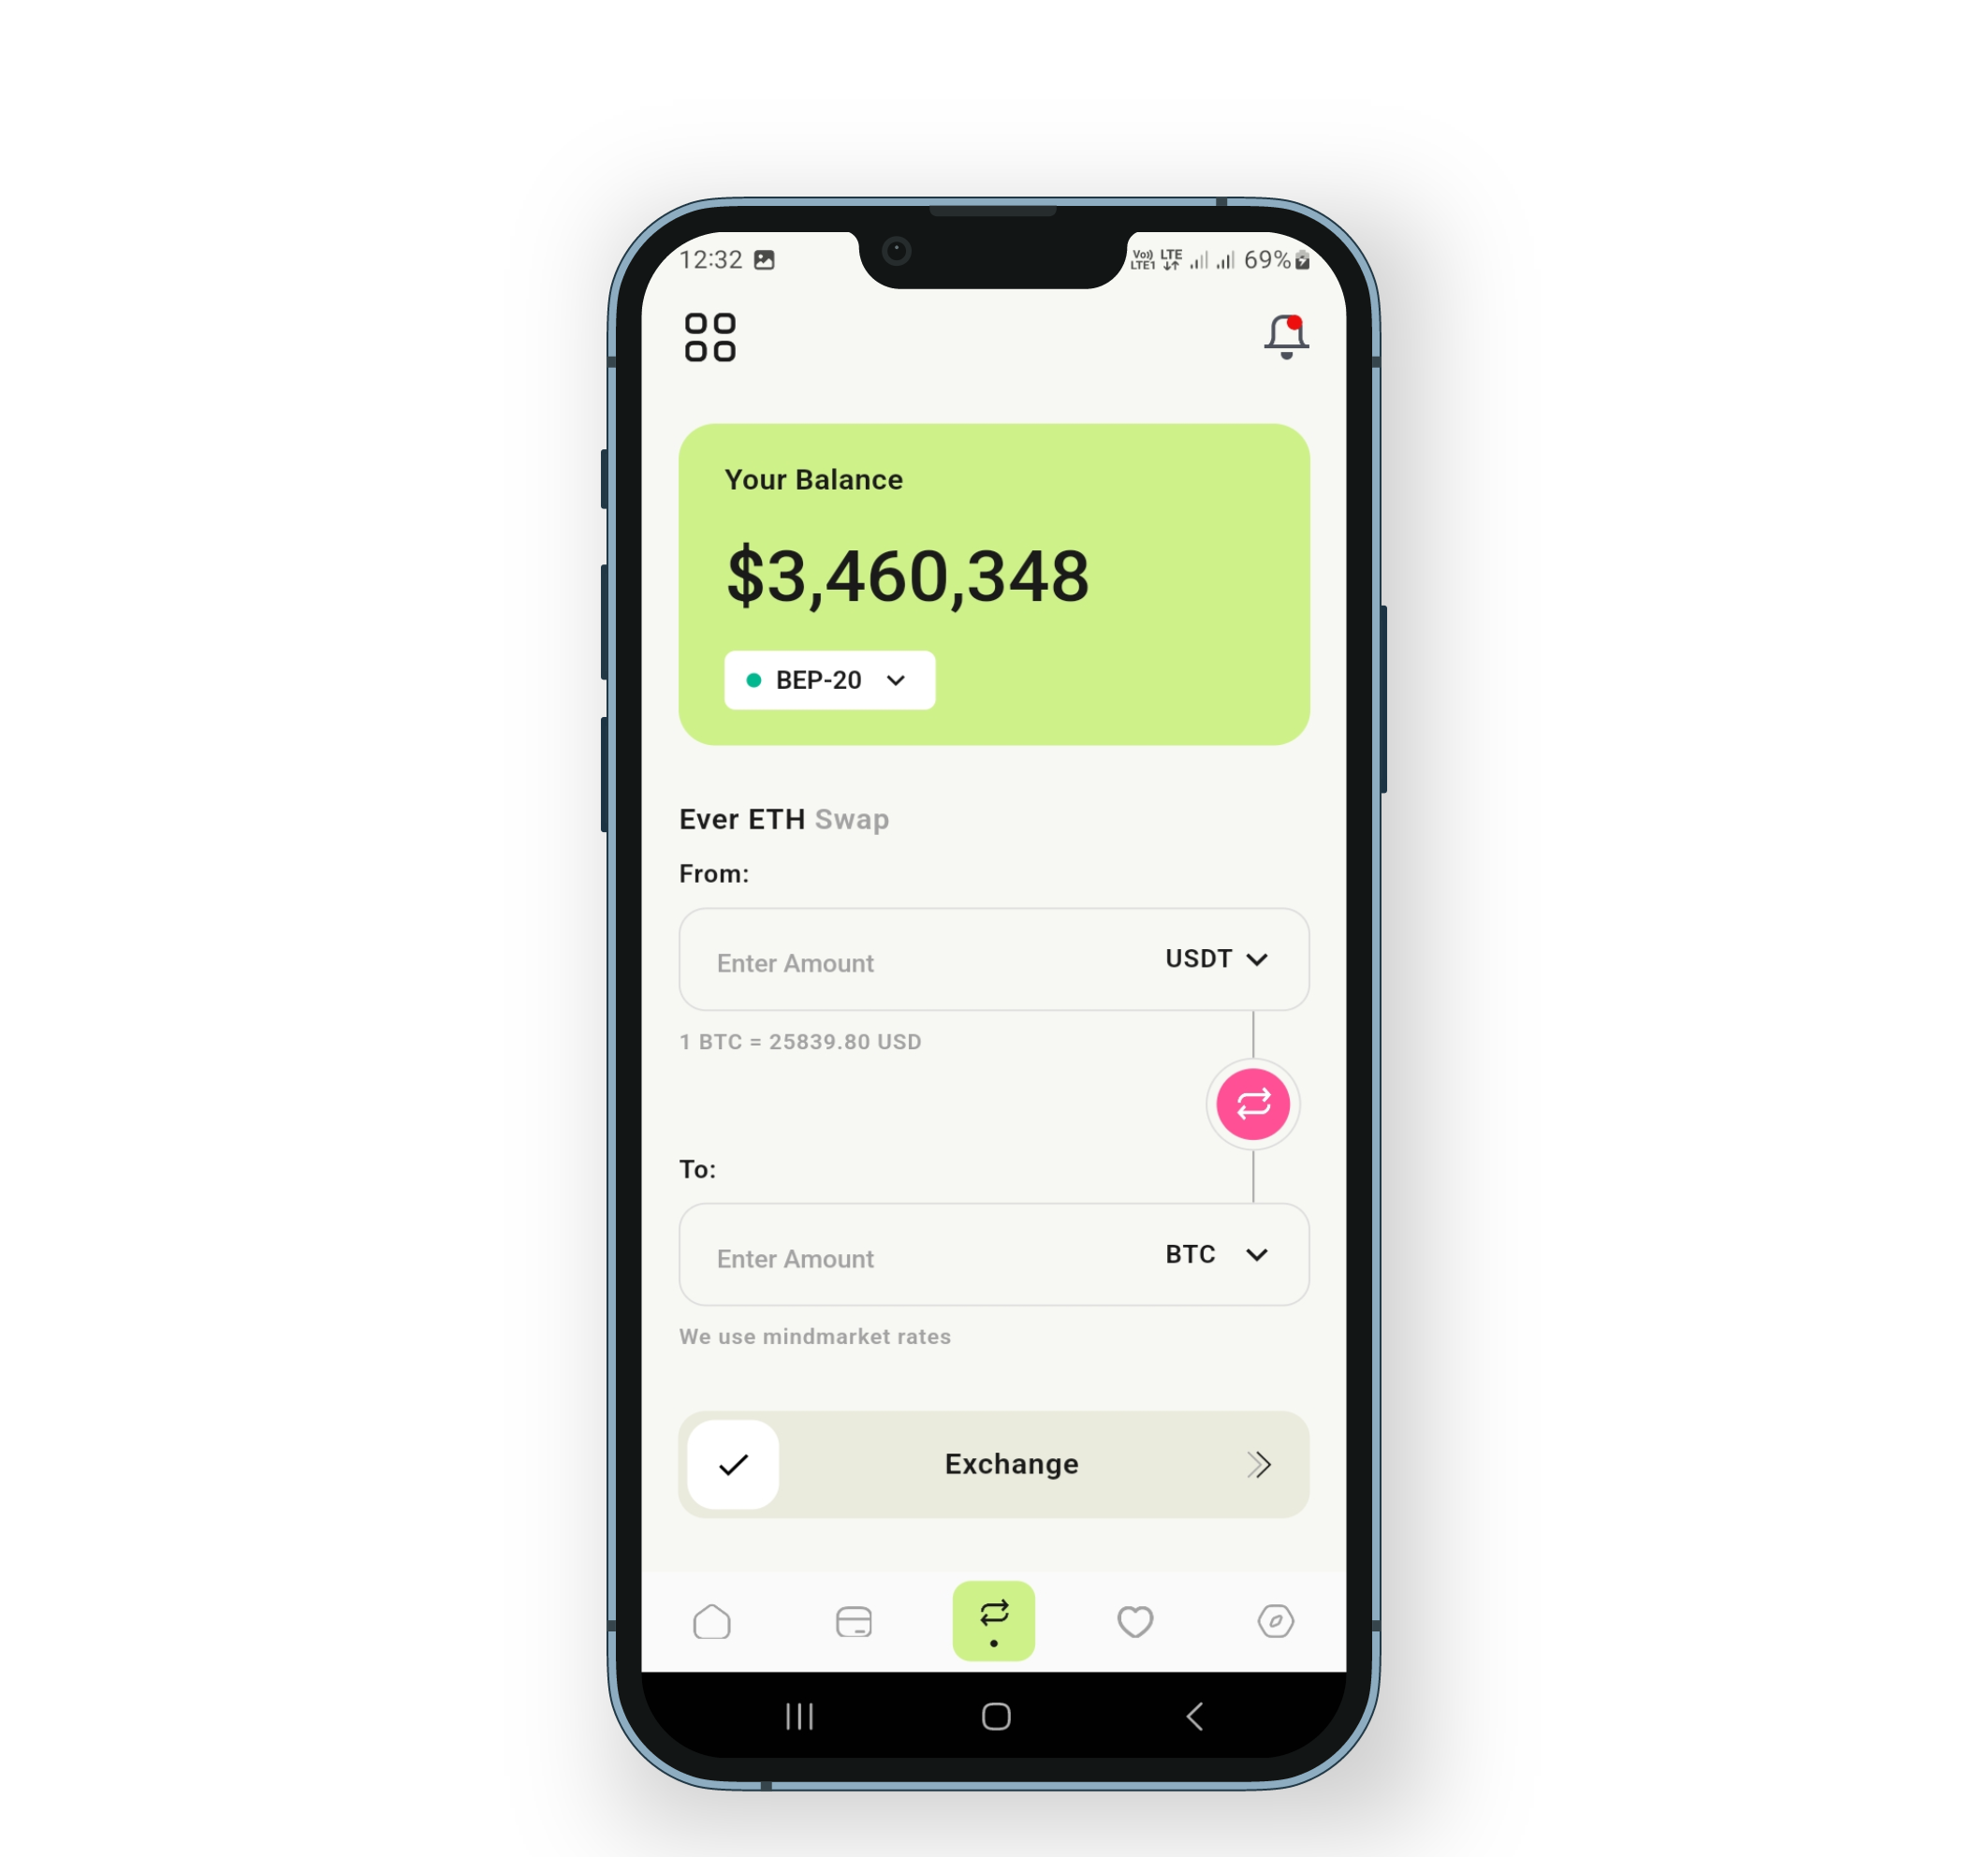 12:32 Vo)) LTE 69%
LTE1
Your Balance
$3,460,348
BEP-20
Ever ETH Swap
From:
Enter Amount USDT
1 BTC = 25839.80 USD
To:
Enter Amount BTC
We use mindmarket rates
Exchange